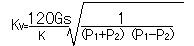 Kv=120Gs/K √1/(P1+P2) (P1-P2)